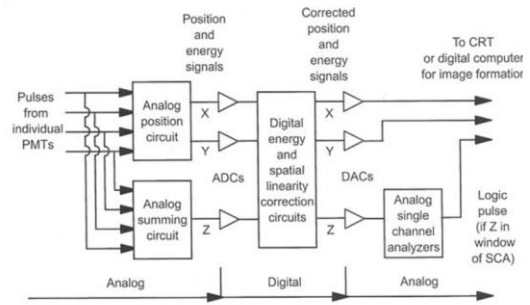 Position
and
energy
signals
Corrected
position
and
energy
signals
To CRT
or digital computer
for image formation
Pulses
from
individual
PMTs
Analog
position
circuit
X
Y
Digital
energy
and
spatial
linearity
correction
circuits
X
Y
ADCs
DACs
Analog
summing
circuit
Z
Z
Analog
single
channel
analyzers
Logic
pulse
(if Z in
window
of SCA)
Analog
Digital
Analog